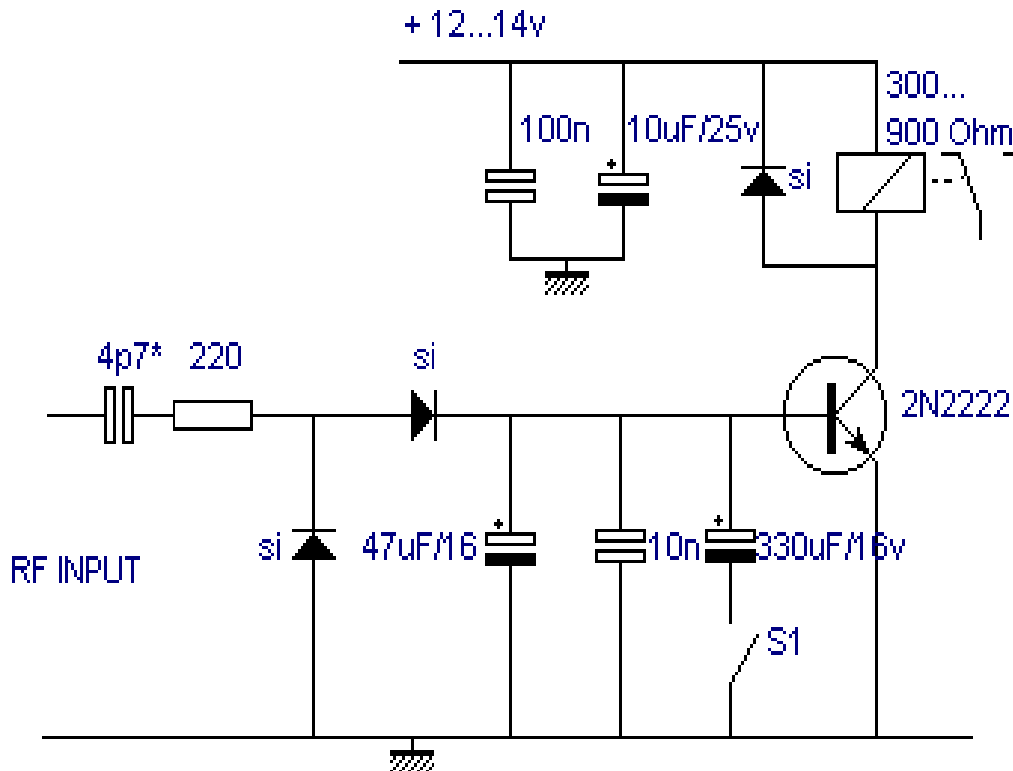 + 12...14v
300...
900 Ohm
100n
10uF/25v
si
4p7*
220
si
2N2222
si
47uF/16
10n
330uF/16v
RF INPUT
S1